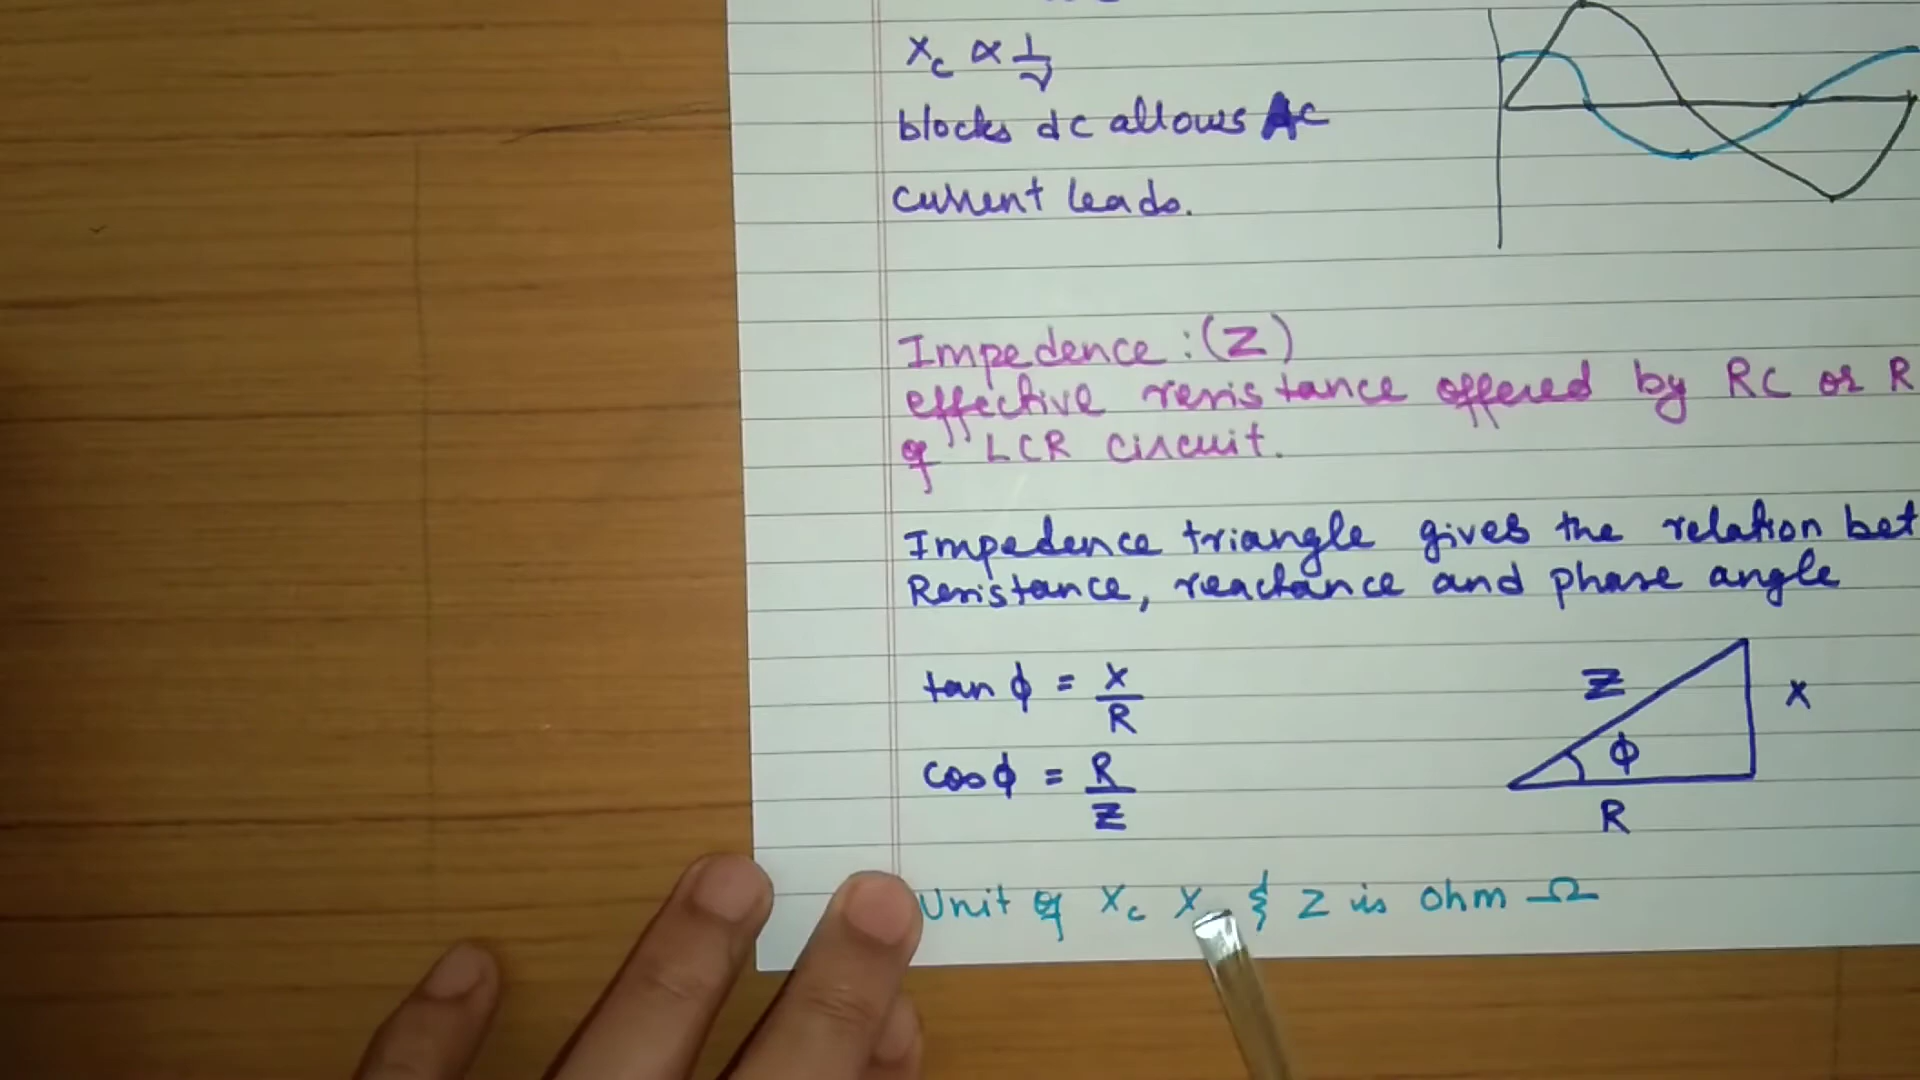 Xc ∝ 1/ν
blocks dc allows AC
current leads.
Impedence : (Z)
effective resistance offered by RC or R
of LCR circuit.
Impedence triangle gives the relation bet
Resistance, reactance and phase angle
tan ϕ = X/R
cos ϕ = R/Z
Z
X
ϕ
R
Unit of Xc X & Z is ohm Ω